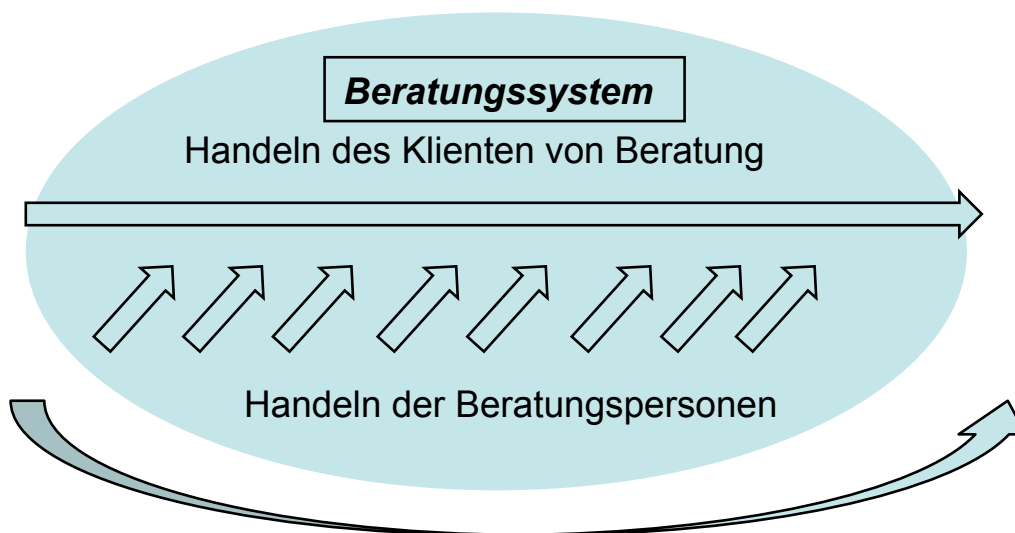 Beratungssystem
Handeln des Klienten von Beratung
Handeln der Beratungspersonen